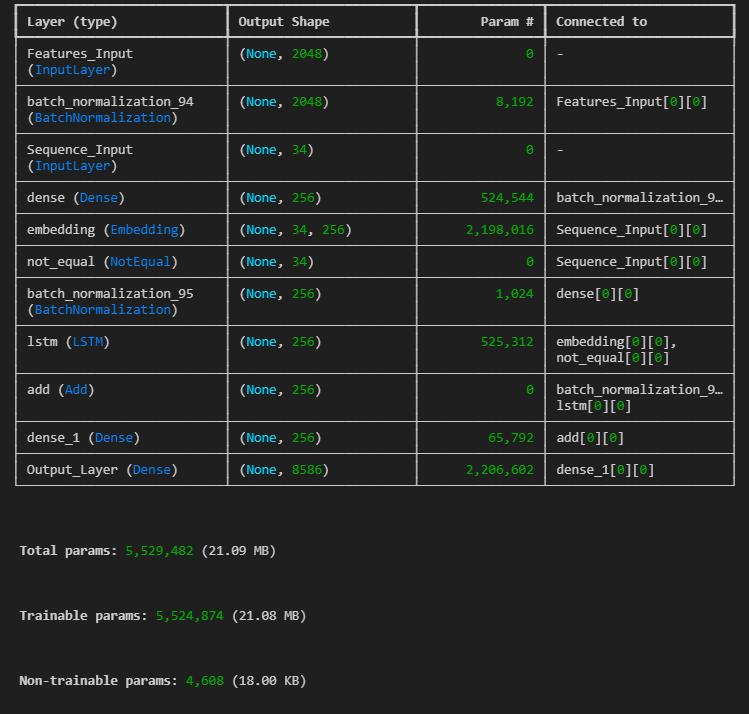 Layer (type) Output Shape Param # Connected to
Features_Input (None, 2048) 0 -
(InputLayer)
batch_normalization_94 (None, 2048) 8,192 Features_Input[0][0]
(BatchNormalization)
Sequence_Input (None, 34) 0 -
(InputLayer)
dense (Dense) (None, 256) 524,544 batch_normalization_9…
embedding (Embedding) (None, 34, 256) 2,198,016 Sequence_Input[0][0]
not_equal (NotEqual) (None, 34) 0 Sequence_Input[0][0]
batch_normalization_95 (None, 256) 1,024 dense[0][0]
(BatchNormalization)
lstm (LSTM) (None, 256) 525,312 embedding[0][0],
not_equal[0][0]
add (Add) (None, 256) 0 batch_normalization_9…
lstm[0][0]
dense_1 (Dense) (None, 256) 65,792 add[0][0]
Output_Layer (Dense) (None, 8586) 2,206,602 dense_1[0][0]
Total params: 5,529,482 (21.09 MB)
Trainable params: 5,524,874 (21.08 MB)
Non-trainable params: 4,608 (18.00 KB)